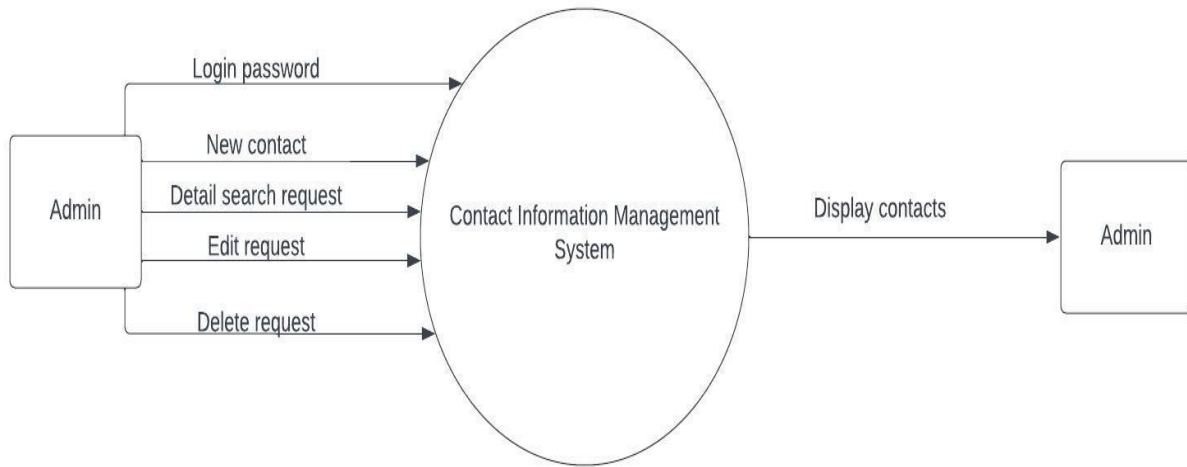 Login password
New contact
Detail search request
Admin
Edit request
Delete request
Contact Information Management
System
Display contacts
Admin